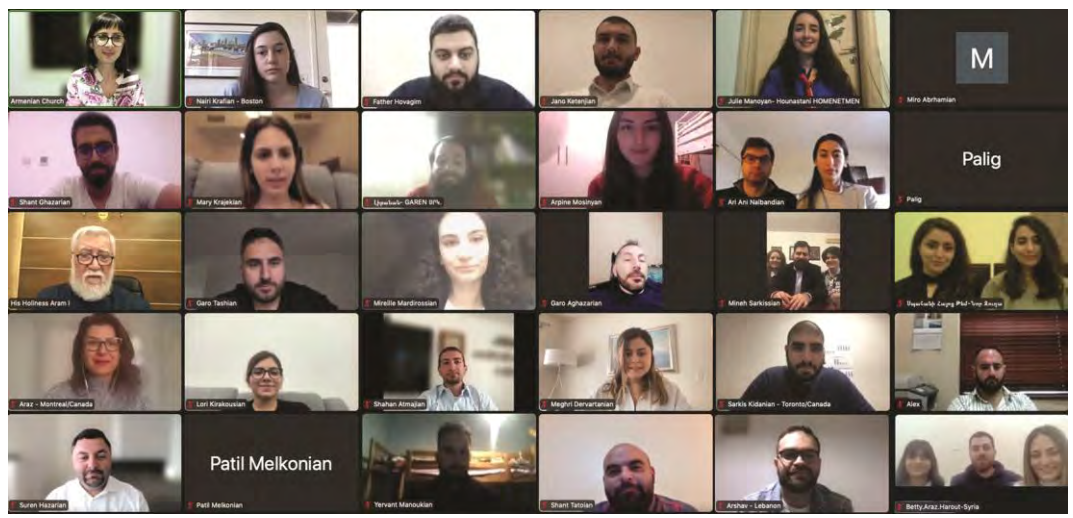 Armenian Church
Nairi Krafian - Boston
Father Hovagim
Jano Ketenjian
Julie Manoyan- Hounastani HOMENETMEN
M
Miro Abrhamian
Shant Ghazarian
Mary Krajekian
GAREN
Arpine Mosinyan
Ari Ani Nalbandian
Palig
Palig
His Holiness Aram I
Garo Tashian
Mireille Mardirossian
Garo Aghazarian
Mineh Sarkissian
Araz - Montreal/Canada
Lori Kirakousian
Shahan Atmajian
Meghri Dervartanian
Sarkis Kidanian - Toronto/Canada
Alex
Suren Hazarian
Patil Melkonian
Patil Melkonian
Yervant Manoukian
Shant Tatoian
Arshav - Lebanon
Betty,Araz,Harout-Syria